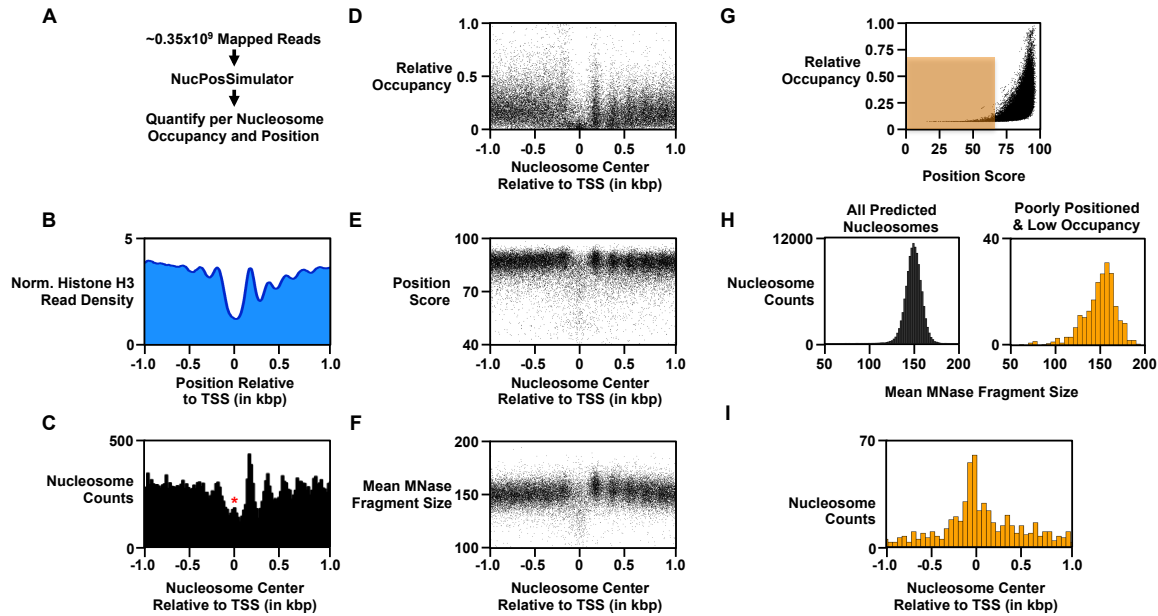 A
~0.35x10⁹ Mapped Reads
NucPosSimulator
Quantify per Nucleosome
Occupancy and Position
B
5
Norm. Histone H3
Read Density
0
-1.0 -0.5 0 0.5 1.0
Position Relative
to TSS (in kbp)
C
500
Nucleosome
Counts
*
0
-1.0 -0.5 0 0.5 1.0
Nucleosome Center
Relative to TSS (in kbp)
D
1.0
Relative
Occupancy
0.5
0
-1.0 -0.5 0 0.5 1.0
Nucleosome Center
Relative to TSS (in kbp)
E
100
Position
Score
70
40
-1.0 -0.5 0 0.5 1.0
Nucleosome Center
Relative to TSS (in kbp)
F
200
Mean MNase
Fragment Size
150
100
-1.0 -0.5 0 0.5 1.0
Nucleosome Center
Relative to TSS (in kbp)
G
1.00
0.75
Relative
Occupancy
0.50
0.25
0
0 25 50 75 100
Position Score
H
All Predicted
Nucleosomes
12000
Nucleosome
Counts
0
50 100 150 200
Poorly Positioned
& Low Occupancy
40
0
50 100 150 200
Mean MNase Fragment Size
I
70
Nucleosome
Counts
0
-1.0 -0.5 0 0.5 1.0
Nucleosome Center
Relative to TSS (in kbp)